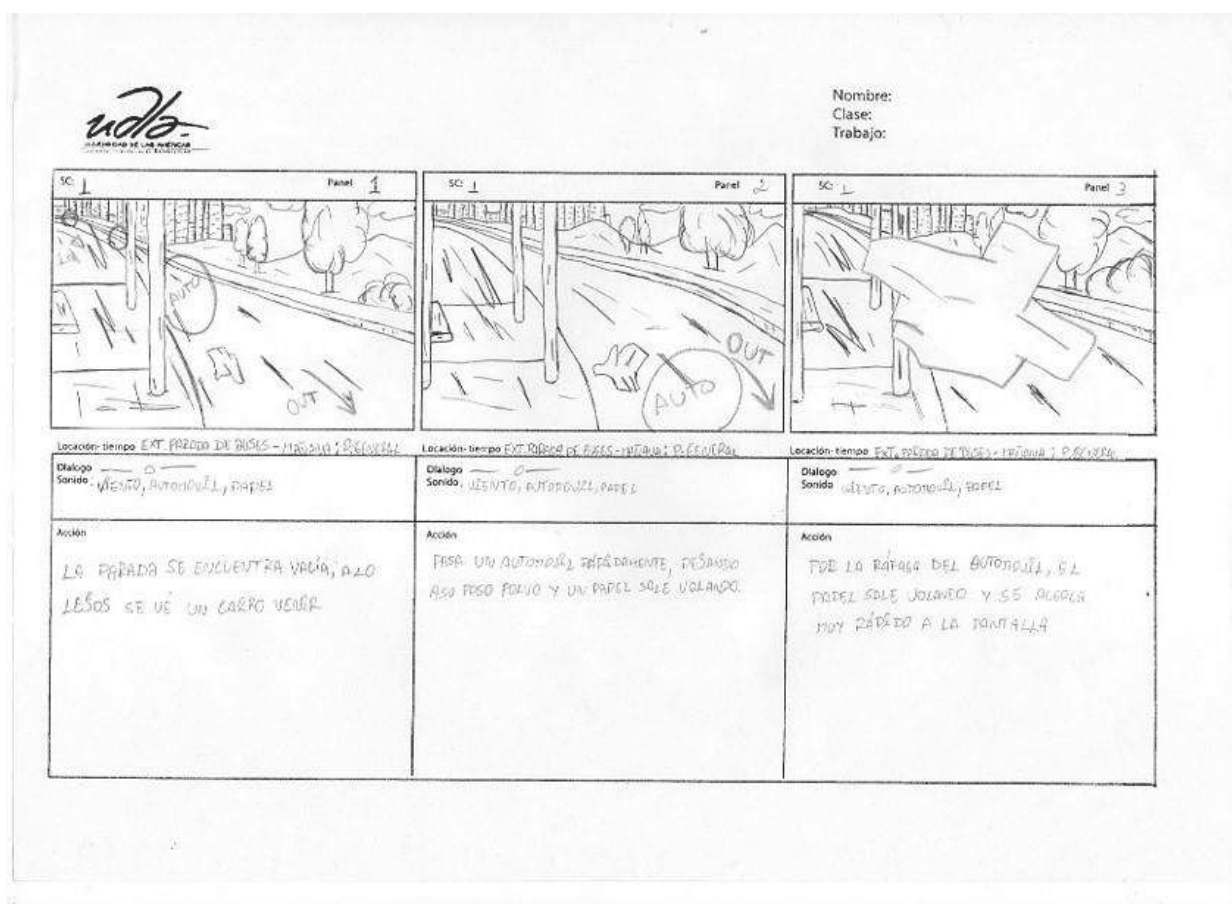 udla-
UNIVERSIDAD DE LAS AMÉRICAS
Nombre:
Clase:
Trabajo:
SC: 1 Panel 1
AUTO
OUT
Locación- tiempo EXT. PARADA DE BUSES - MAÑANA; P. GENERAL
Dialogo — 0 —
Sonido: VIENTO, AUTOMOVIL, PAPEL
Acción
LA PARADA SE ENCUENTRA VACÍA, A LO
LEJOS SE VÉ UN CARRO VENIR
SC: 1 Panel 2
OUT
AUTO
Locación- tiempo EXT. PARADA DE BUSES - MAÑANA; P. GENERAL
Dialogo — 0 —
Sonido: VIENTO, AUTOMOVIL, PAPEL
Acción
PASA UN AUTOMOVIL RÁPIDAMENTE, DEJANDO
ASU PASO POLVO Y UN PAPEL SALE VOLANDO.
SC: 1 Panel 3
Locación- tiempo EXT. PARADA DE BUSES - MAÑANA; P. GENERAL
Dialogo — 0 —
Sonido VIENTO, AUTOMOVIL, PAPEL
Acción
POR LA RÁFAGA DEL AUTOMOVIL, EL
PAPEL SALE VOLANDO Y SE ACERCA
MUY RÁPIDO A LA PANTALLA